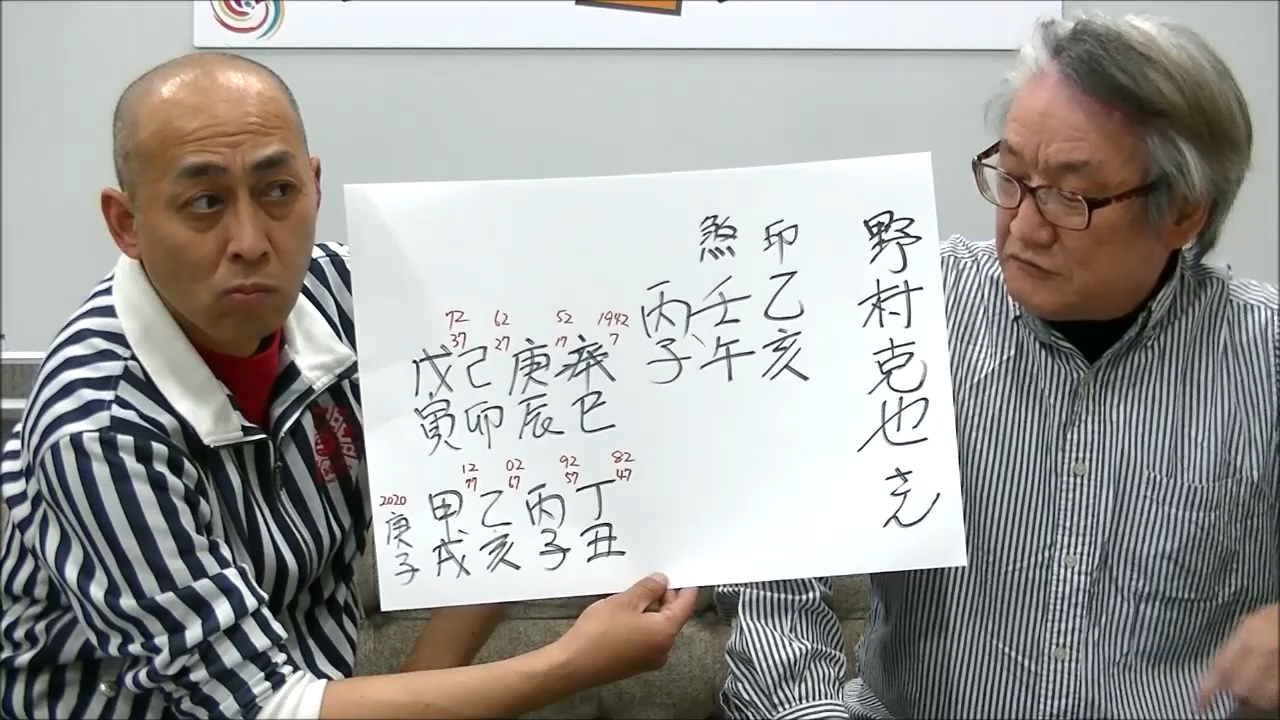 野村克也さん
印乙亥
煞壬午
丙子
1942
7
辛巳
52
17
庚辰
62
27
己卯
72
37
戊寅
82
47
丁丑
92
57
丙子
02
67
乙亥
12
77
甲戌
2020
庚子